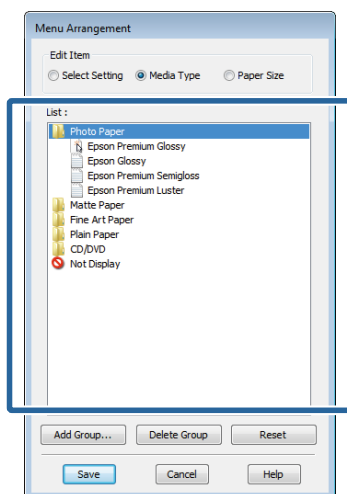 Menu Arrangement
Edit Item
Select Setting Media Type Paper Size
List :
Photo Paper
Epson Premium Glossy
Epson Glossy
Epson Premium Semigloss
Epson Premium Luster
Matte Paper
Fine Art Paper
Plain Paper
CD/DVD
Not Display
Add Group... Delete Group Reset
Save Cancel Help